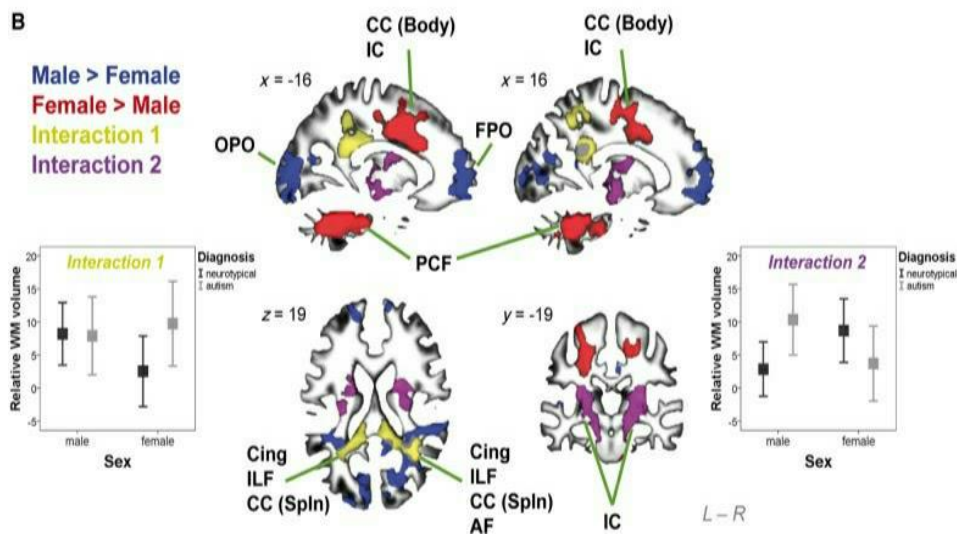 B
CC (Body)
IC
CC (Body)
IC
Male > Female
Female > Male
Interaction 1
Interaction 2
x = -16
x = 16
OPO
FPO
PCF
Interaction 1
Diagnosis
neurotypical
autism
Relative WM volume
20
15
10
5
0
-5
male
female
Sex
z = 19
y = -19
Interaction 2
Diagnosis
neurotypical
autism
Relative WM volume
20
15
10
5
0
-5
male
female
Sex
Cing
ILF
CC (Spln)
Cing
ILF
CC (Spln)
AF
IC
L – R